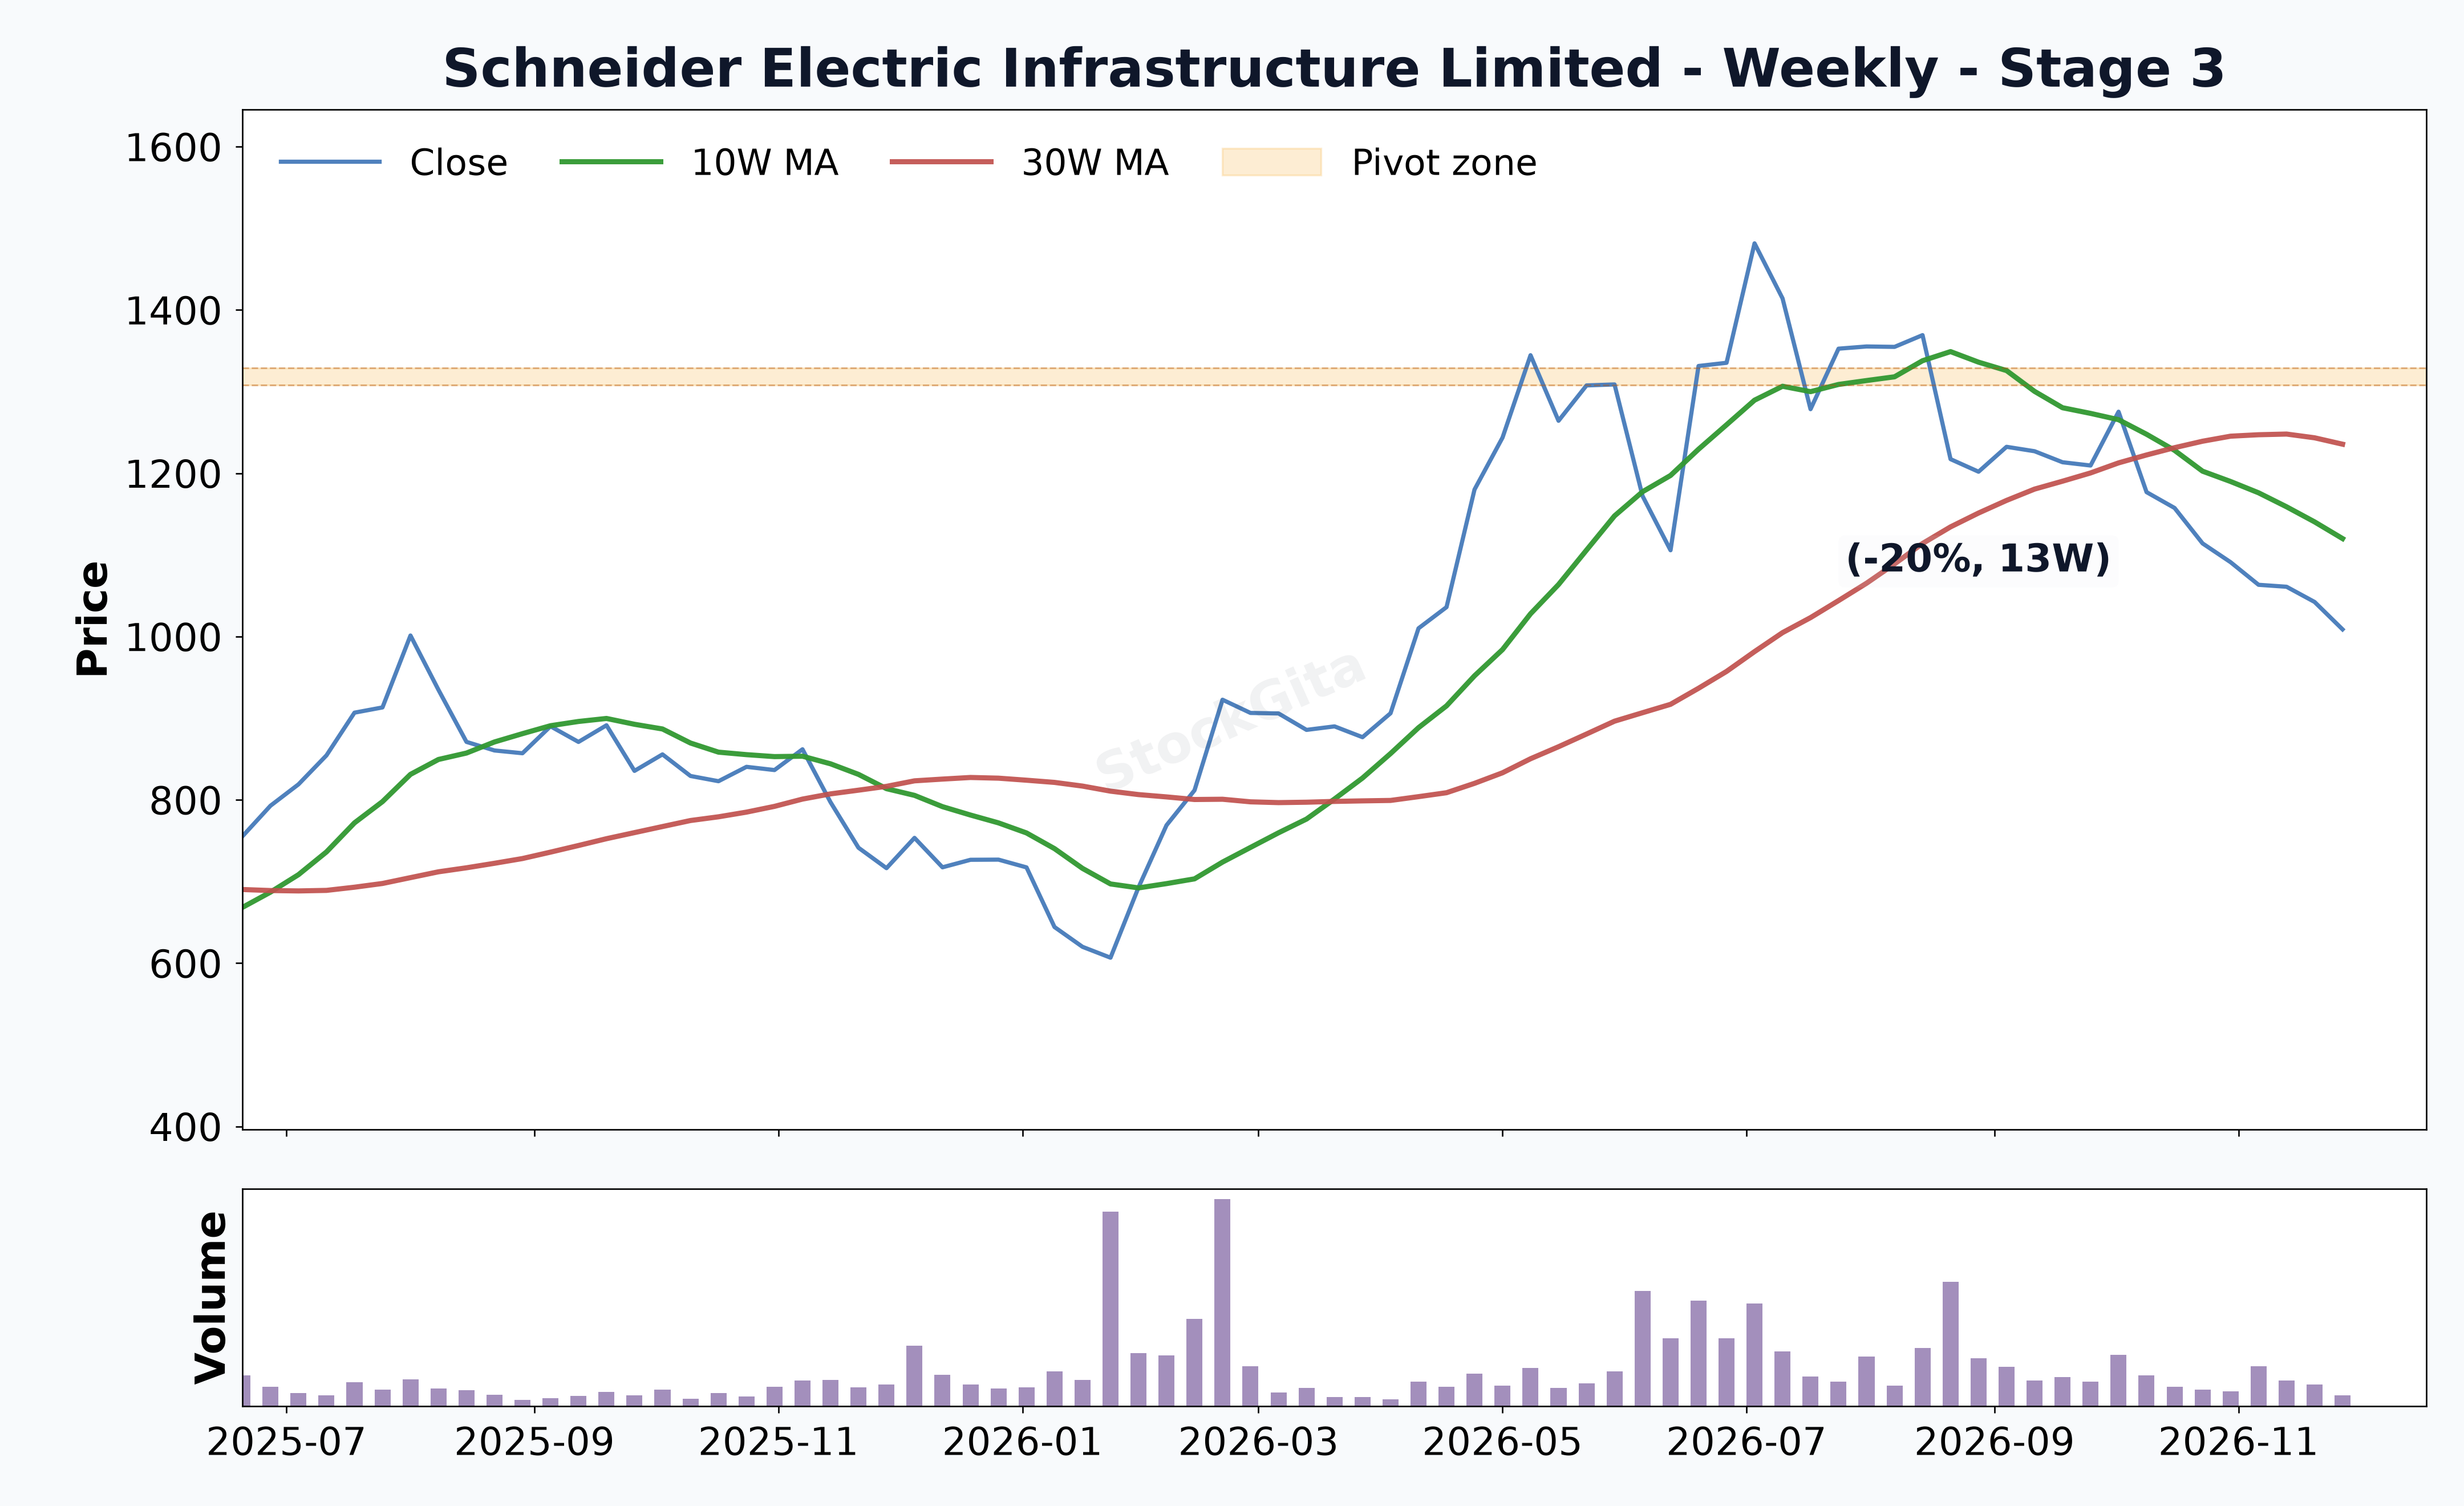 Schneider Electric Infrastructure Limited - Weekly - Stage 3
Close 10W MA 30W MA Pivot zone
1600
1400
1200
1000
800
600
400
Price
(-20%, 13W)
StockGita
Volume
2025-07 2025-09 2025-11 2026-01 2026-03 2026-05 2026-07 2026-09 2026-11